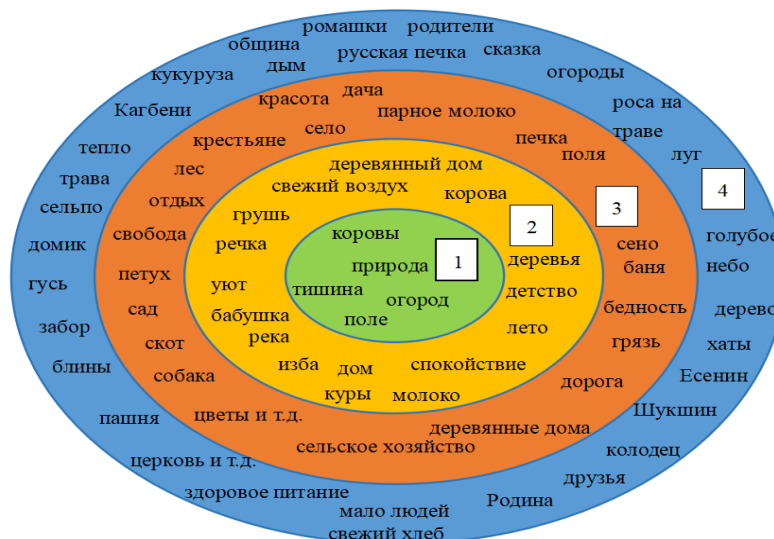 ромашки родители
община русская печка сказка
кукуруза дым огороды
Кагбени красота дача парное молоко роса на
траве
тепло крестьяне село печка
поля луг
трава лес деревянный дом
сельпо отдых свежий воздух корова 4
домик свобода грушь 2 3 голубое
небо
речка коровы 1 деревья сено
гусь петух природа баня
уют тишина огород детство
сад бабушка поле бедность дерево
забор река лето грязь хаты
скот изба дом спокойствие
блины собака куры молоко дорога Есенин
пашня цветы и т.д. деревянные дома Шукшин
церковь и т.д. сельское хозяйство колодец
здоровое питание друзья
мало людей Родина
свежий хлеб